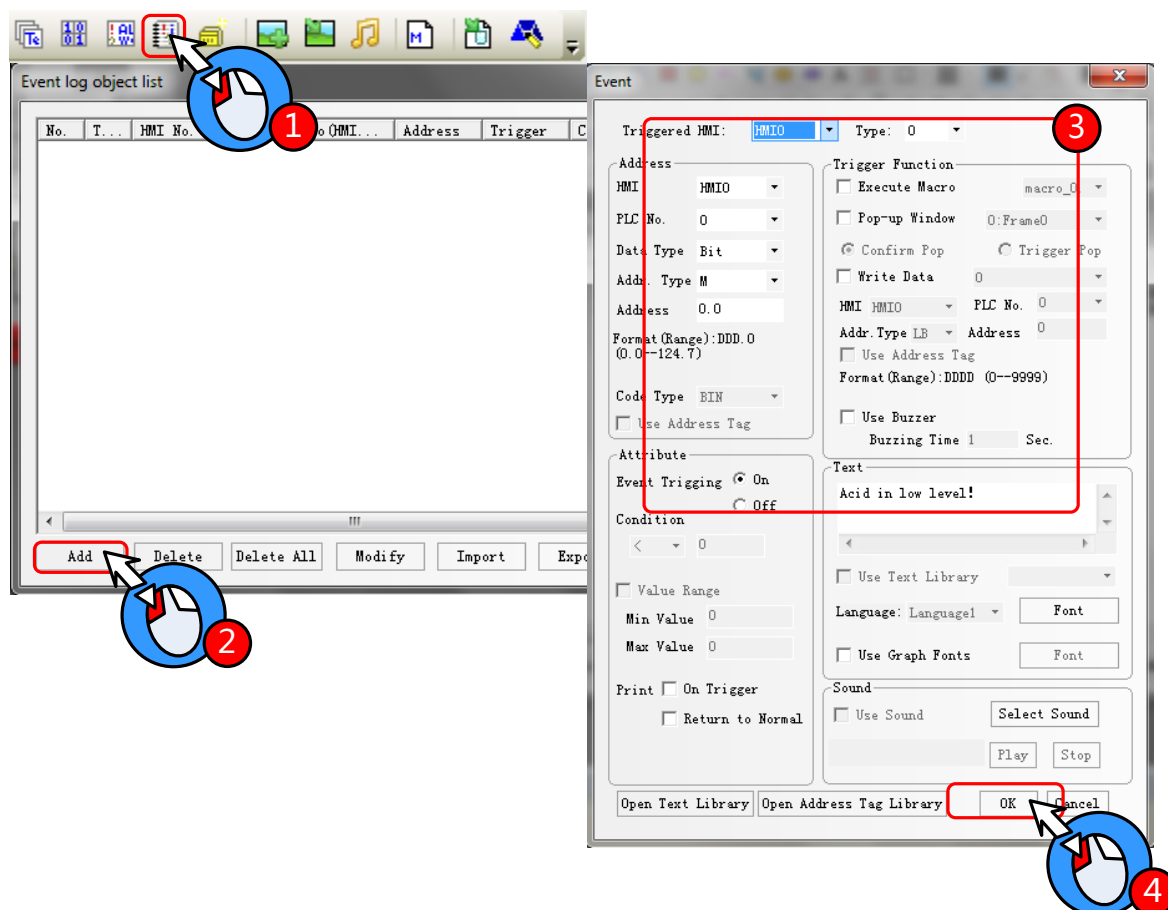 Event log object list
No. T... HMI No. o(HMI... Address Trigger C
1
Add Delete Delete All Modify Import Expo
2
Event
Triggered HMI: HMI0 Type: 0
3
Address
HMI HMI0
PLC No. 0
Data Type Bit
Addr. Type M
Address 0.0
Format(Range):DDD.O
(0.0--124.7)
Code Type BIN
Use Address Tag
Attribute
Event Trigging On
Off
Condition
< 0
Value Range
Min Value 0
Max Value 0
Print On Trigger
Return to Normal
Trigger Function
Execute Macro macro_0.
Pop-up Window 0:Frame0
Confirm Pop Trigger Pop
Write Data 0
HMI HMI0 PLC No. 0
Addr.Type LB Address 0
Use Address Tag
Format(Range):DDDD (0--9999)
Use Buzzer
Buzzing Time 1 Sec.
Text
Acid in low level!
Use Text Library
Language: Language1 Font
Use Graph Fonts Font
Sound
Use Sound Select Sound
Play Stop
Open Text Library Open Address Tag Library OK Cancel
4